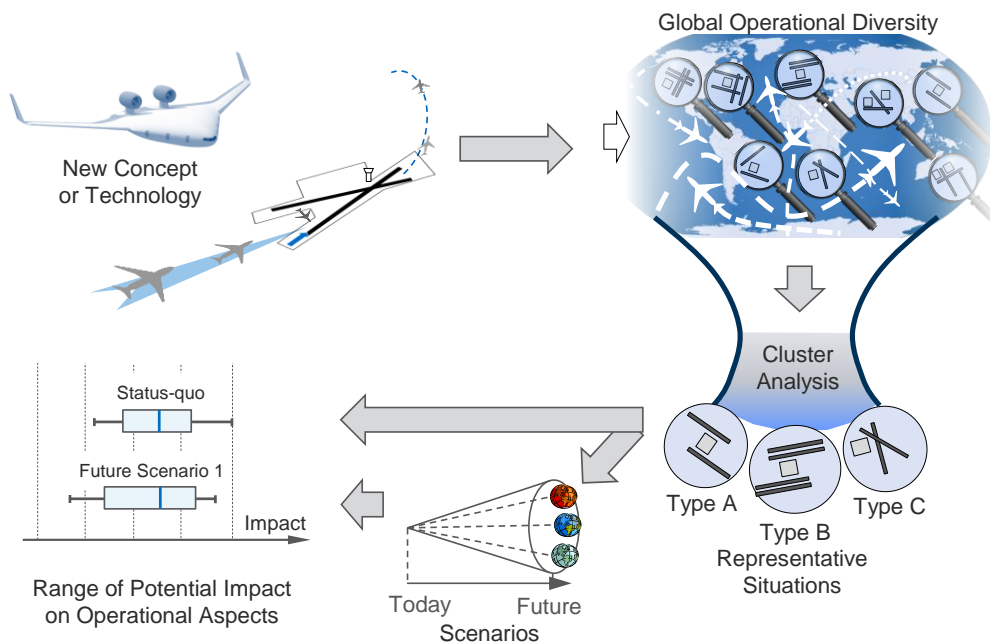 Global Operational Diversity
New Concept
or Technology
Cluster
Analysis
Status-quo
Future Scenario 1
Impact
Type A
Type B
Type C
Representative
Situations
Range of Potential Impact
on Operational Aspects
Today
Future
Scenarios